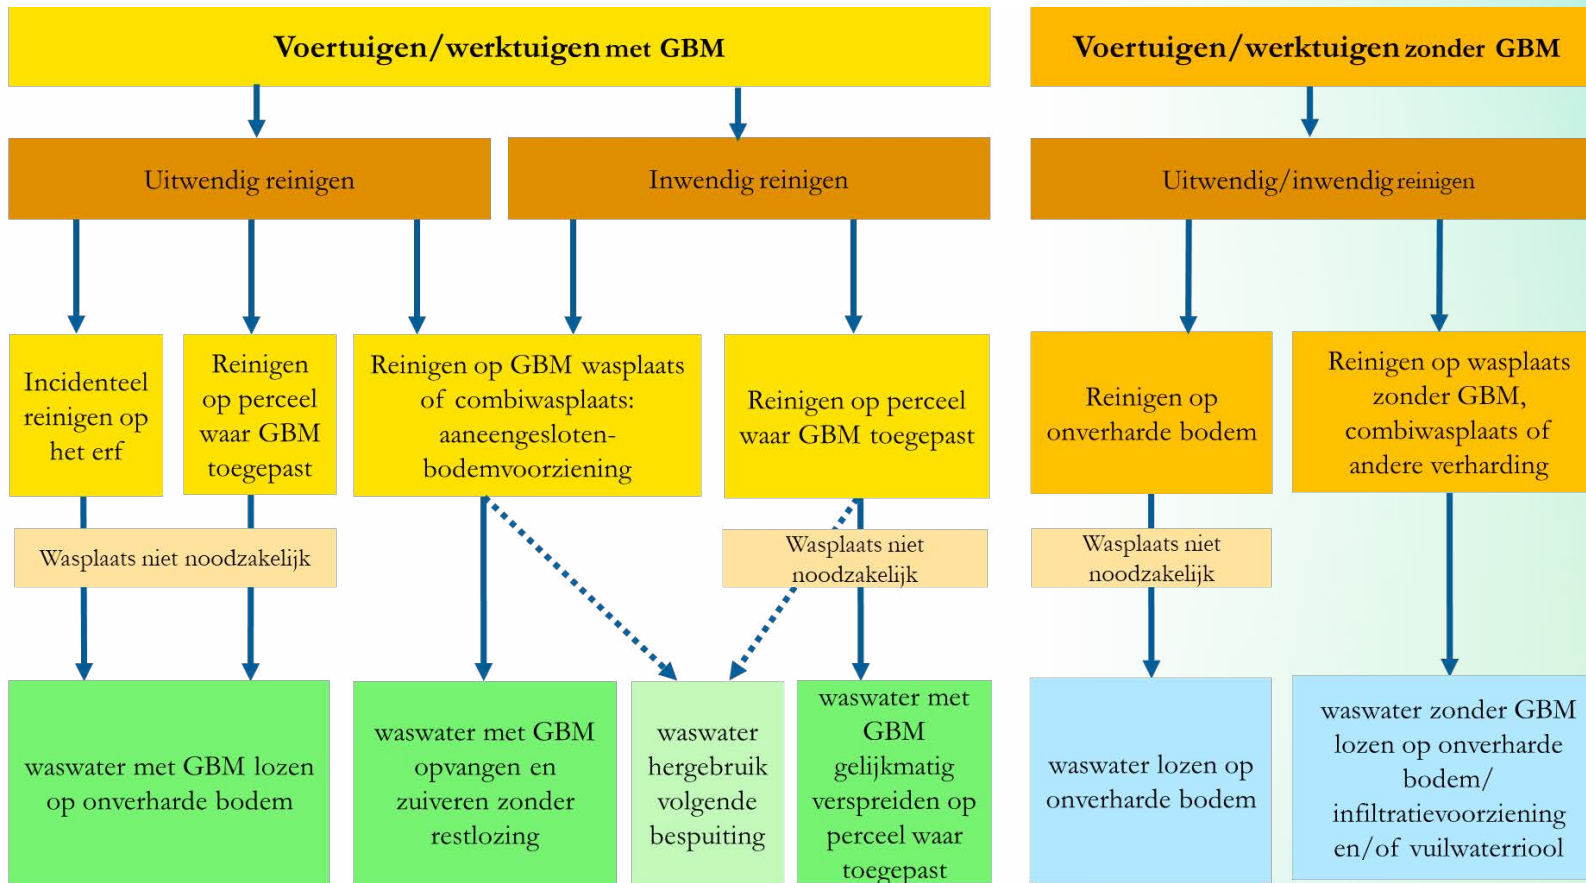 Voertuigen/werktuigen met GBM
Voertuigen/werktuigen zonder GBM
Uitwendig reinigen
Inwendig reinigen
Uitwendig/inwendig reinigen
Incidenteel
reinigen op
het erf
Reinigen
op perceel
waar GBM
toegepast
Reinigen op GBM wasplaats
of combiwasplaats:
aaneengesloten-
bodemvoorziening
Reinigen op perceel
waar GBM toegepast
Reinigen op
onverharde bodem
Reinigen op wasplaats
zonder GBM,
combiwasplaats of
andere verharding
Wasplaats niet noodzakelijk
Wasplaats niet
noodzakelijk
Wasplaats niet
noodzakelijk
waswater met GBM lozen
op onverharde bodem
waswater met GBM
opvangen en
zuiveren zonder
restlozing
waswater
hergebruik
volgende
bespuiting
waswater met
GBM
gelijkmatig
verspreiden op
perceel waar
toegepast
waswater lozen op
onverharde bodem
waswater zonder GBM
lozen op onverharde
bodem/
infiltratievoorziening
en/of vuilwaterriool